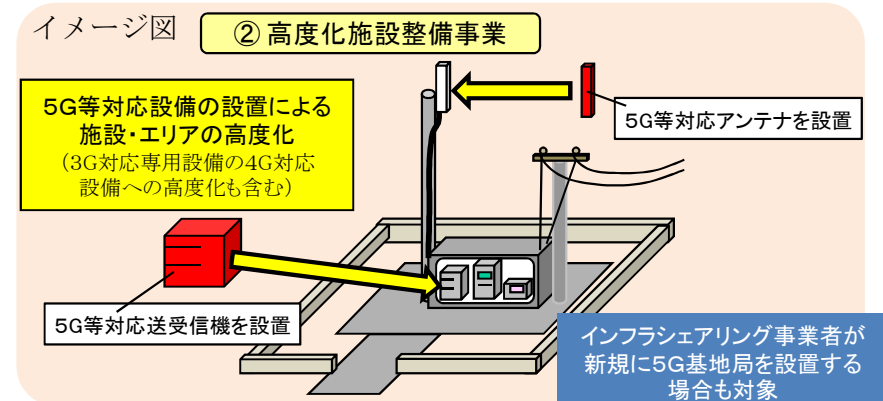 イメージ図
② 高度化施設整備事業
5G等対応設備の設置による
施設・エリアの高度化
(3G対応専用設備の4G対応
設備への高度化も含む)
5G等対応アンテナを設置
5G等対応送受信機を設置
インフラシェアリング事業者が
新規に5G基地局を設置する
場合も対象